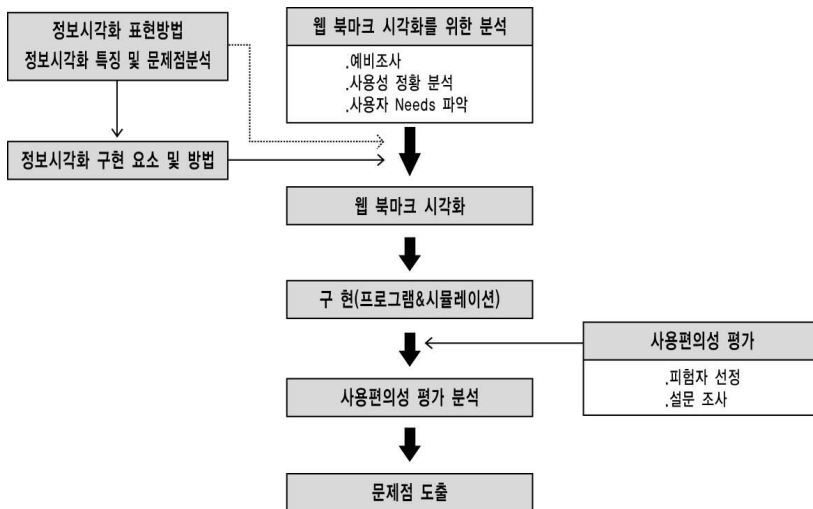 정보시각화 표현방법
정보시각화 특징 및 문제점분석
웹 북마크 시각화를 위한 분석
.예비조사
.사용성 정황 분석
.사용자 Needs 파악
정보시각화 구현 요소 및 방법
웹 북마크 시각화
구 현(프로그램&시뮬레이션)
사용편의성 평가
.피험자 선정
.설문 조사
사용편의성 평가 분석
문제점 도출